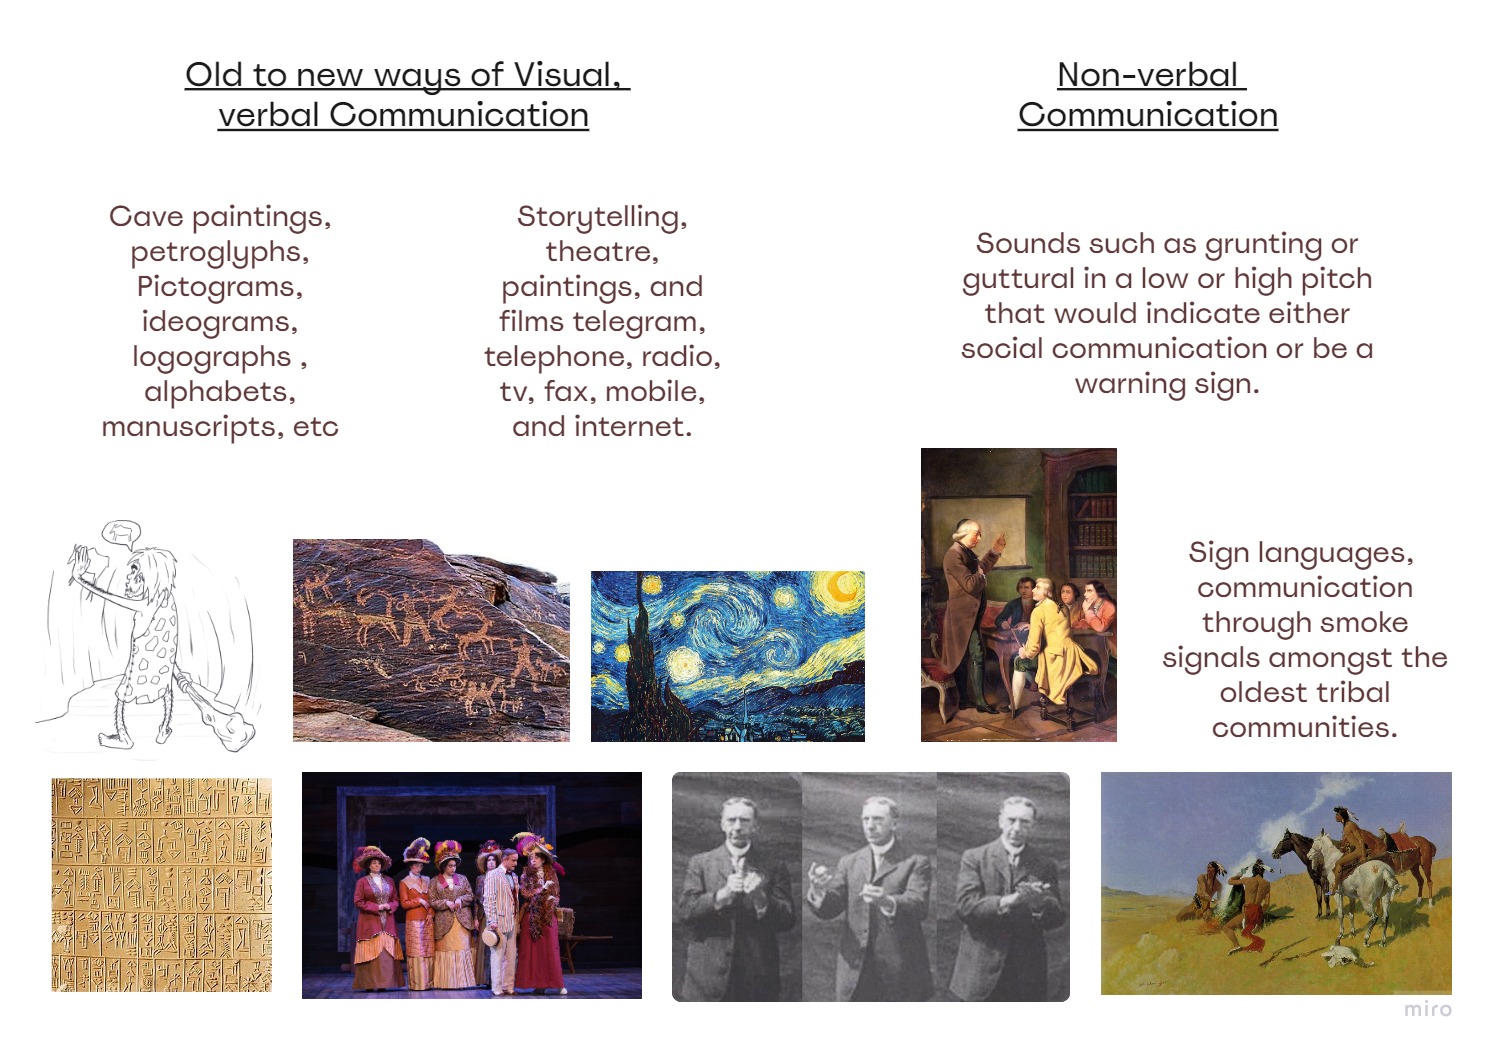 Old to new ways of Visual,
verbal Communication
Non-verbal
Communication
Cave paintings,
petroglyphs,
Pictograms,
ideograms,
logographs ,
alphabets,
manuscripts, etc
Storytelling,
theatre,
paintings, and
films telegram,
telephone, radio,
tv, fax, mobile,
and internet.
Sounds such as grunting or
guttural in a low or high pitch
that would indicate either
social communication or be a
warning sign.
Sign languages,
communication
through smoke
signals amongst the
oldest tribal
communities.
miro